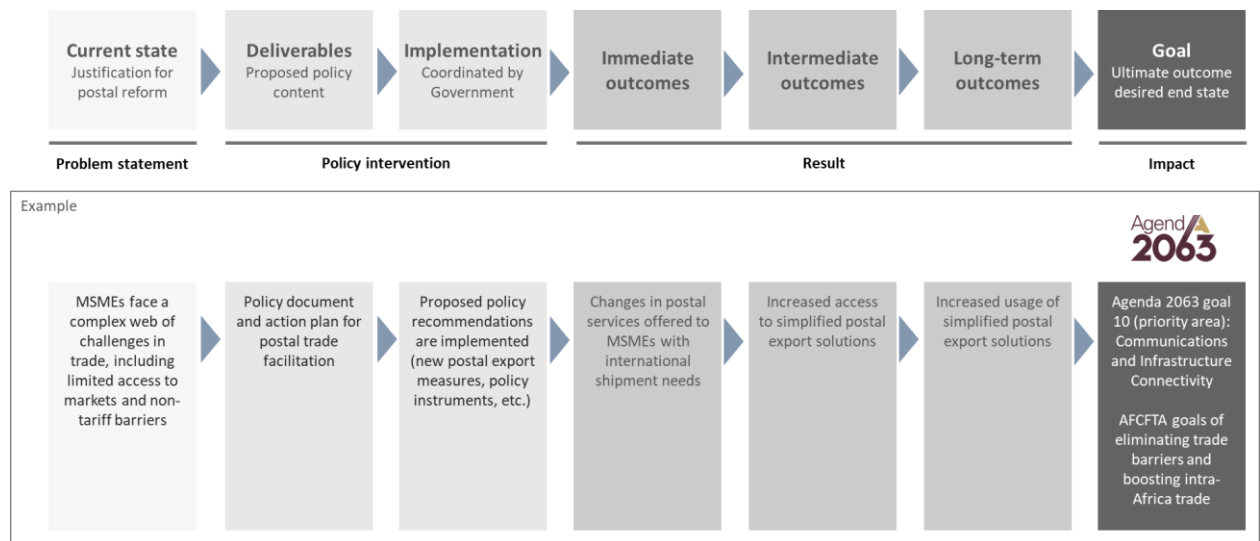 Current state
Justification for
postal reform
Deliverables
Proposed policy
content
Implementation
Coordinated by
Government
Immediate
outcomes
Intermediate
outcomes
Long-term
outcomes
Goal
Ultimate outcome
desired end state
Problem statement
Policy intervention
Result
Impact
Example
AgendA
2063
MSMEs face a
complex web of
challenges in
trade, including
limited access to
markets and non-
tariff barriers
Policy document
and action plan for
postal trade
facilitation
Proposed policy
recommendations
are implemented
(new postal export
measures, policy
instruments, etc.)
Changes in postal
services offered to
MSMEs with
international
shipment needs
Increased access
to simplified postal
export solutions
Increased usage of
simplified postal
export solutions
Agenda 2063 goal
10 (priority area):
Communications
and Infrastructure
Connectivity
AFCFTA goals of
eliminating trade
barriers and
boosting intra-
Africa trade